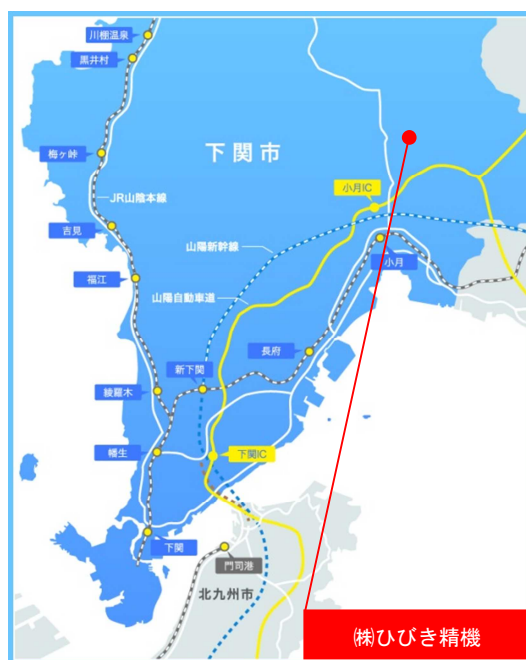 川棚温泉
黒井村
下関市
梅ヶ峠
小月IC
JR山陰本線
吉見
山陽新幹線
小月
福江
山陽自動車道
長府
新下関
綾羅木
幡生
下関IC
下関
門司港
北九州市
㈱ひびき精機